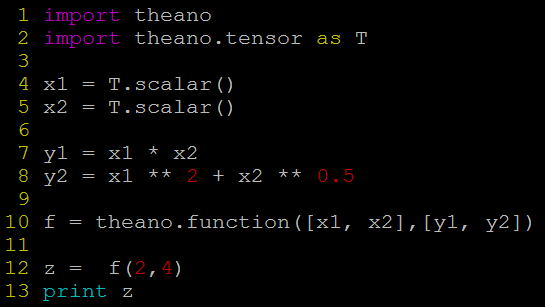 1 import theano
2 import theano.tensor as T
3
4 x1 = T.scalar()
5 x2 = T.scalar()
6
7 y1 = x1 * x2
8 y2 = x1 ** 2 + x2 ** 0.5
9
10 f = theano.function([x1, x2],[y1, y2])
11
12 z =  f(2,4)
13 print z